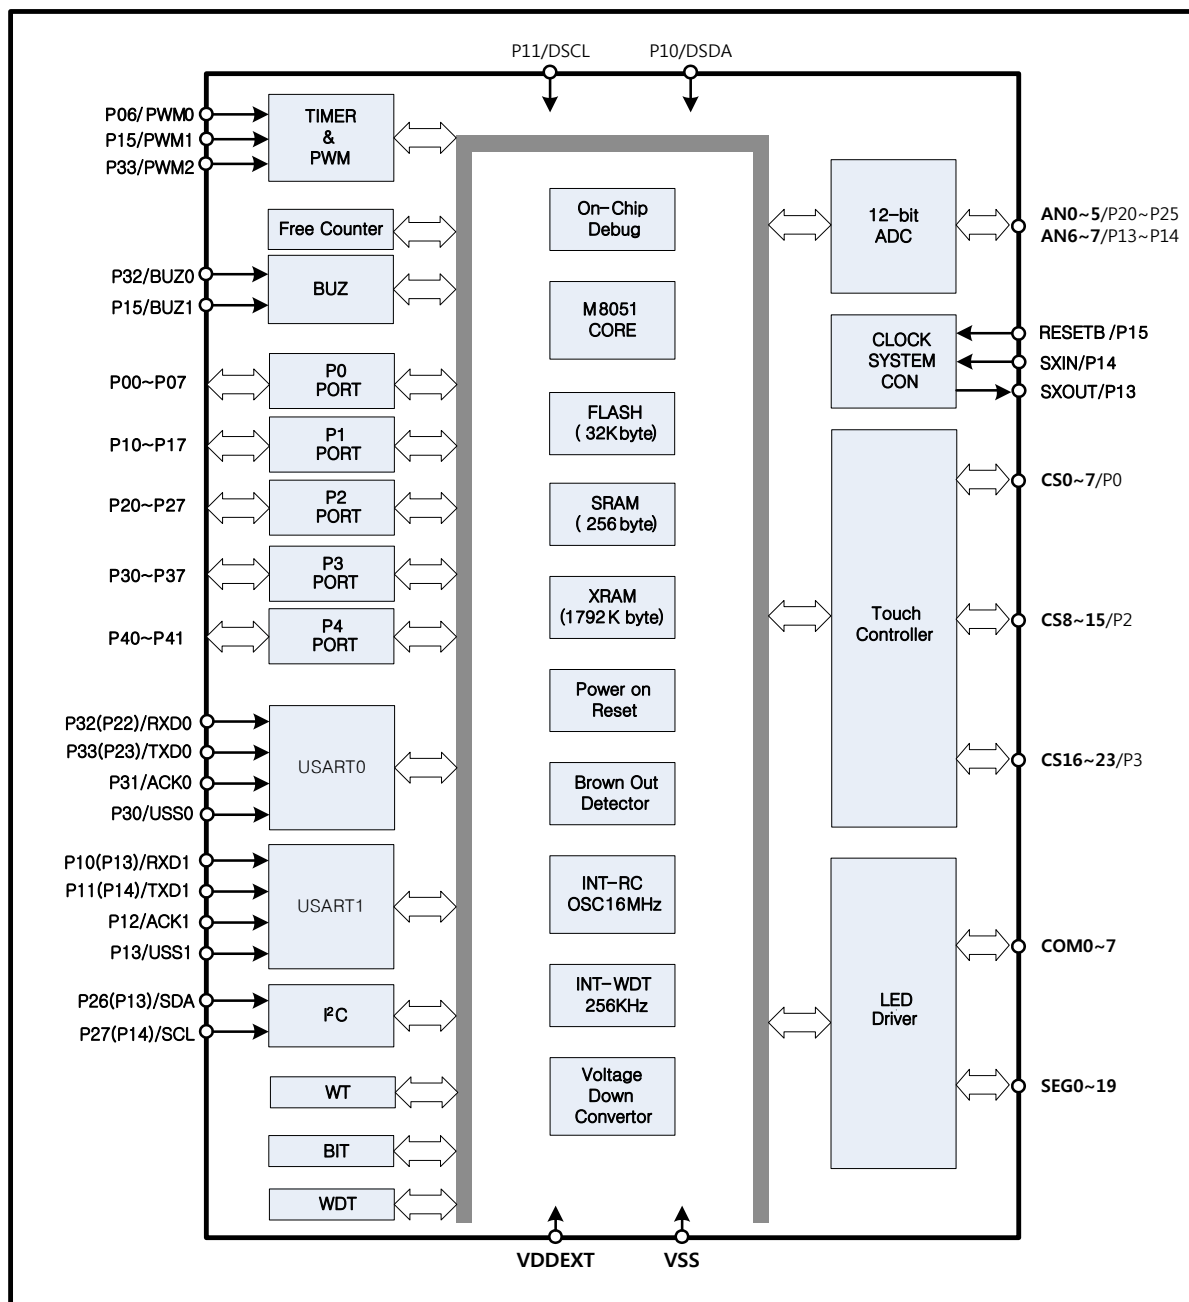 P11/DSCL
P10/DSDA
P06/PWM0
P15/PWM1
P33/PWM2
TIMER
&
PWM
Free Counter
P32/BUZ0
P15/BUZ1
BUZ
P00~P07
P0
PORT
P10~P17
P1
PORT
P20~P27
P2
PORT
P30~P37
P3
PORT
P40~P41
P4
PORT
P32(P22)/RXD0
P33(P23)/TXD0
P31/ACK0
P30/USS0
USART0
P10(P13)/RXD1
P11(P14)/TXD1
P12/ACK1
P13/USS1
USART1
P26(P13)/SDA
P27(P14)/SCL
I²C
WT
BIT
WDT
On-Chip
Debug
M8051
CORE
FLASH
( 32K byte)
SRAM
( 256 byte)
XRAM
(1792 K byte)
Power on
Reset
Brown Out
Detector
INT-RC
OSC16MHz
INT-WDT
256KHz
Voltage
Down
Convertor
12-bit
ADC
AN0~5/P20~P25
AN6~7/P13~P14
CLOCK
SYSTEM
CON
RESETB /P15
SXIN/P14
SXOUT/P13
Touch
Controller
CS0~7/P0
CS8~15/P2
CS16~23/P3
LED
Driver
COM0~7
SEG0~19
VDDEXT
VSS